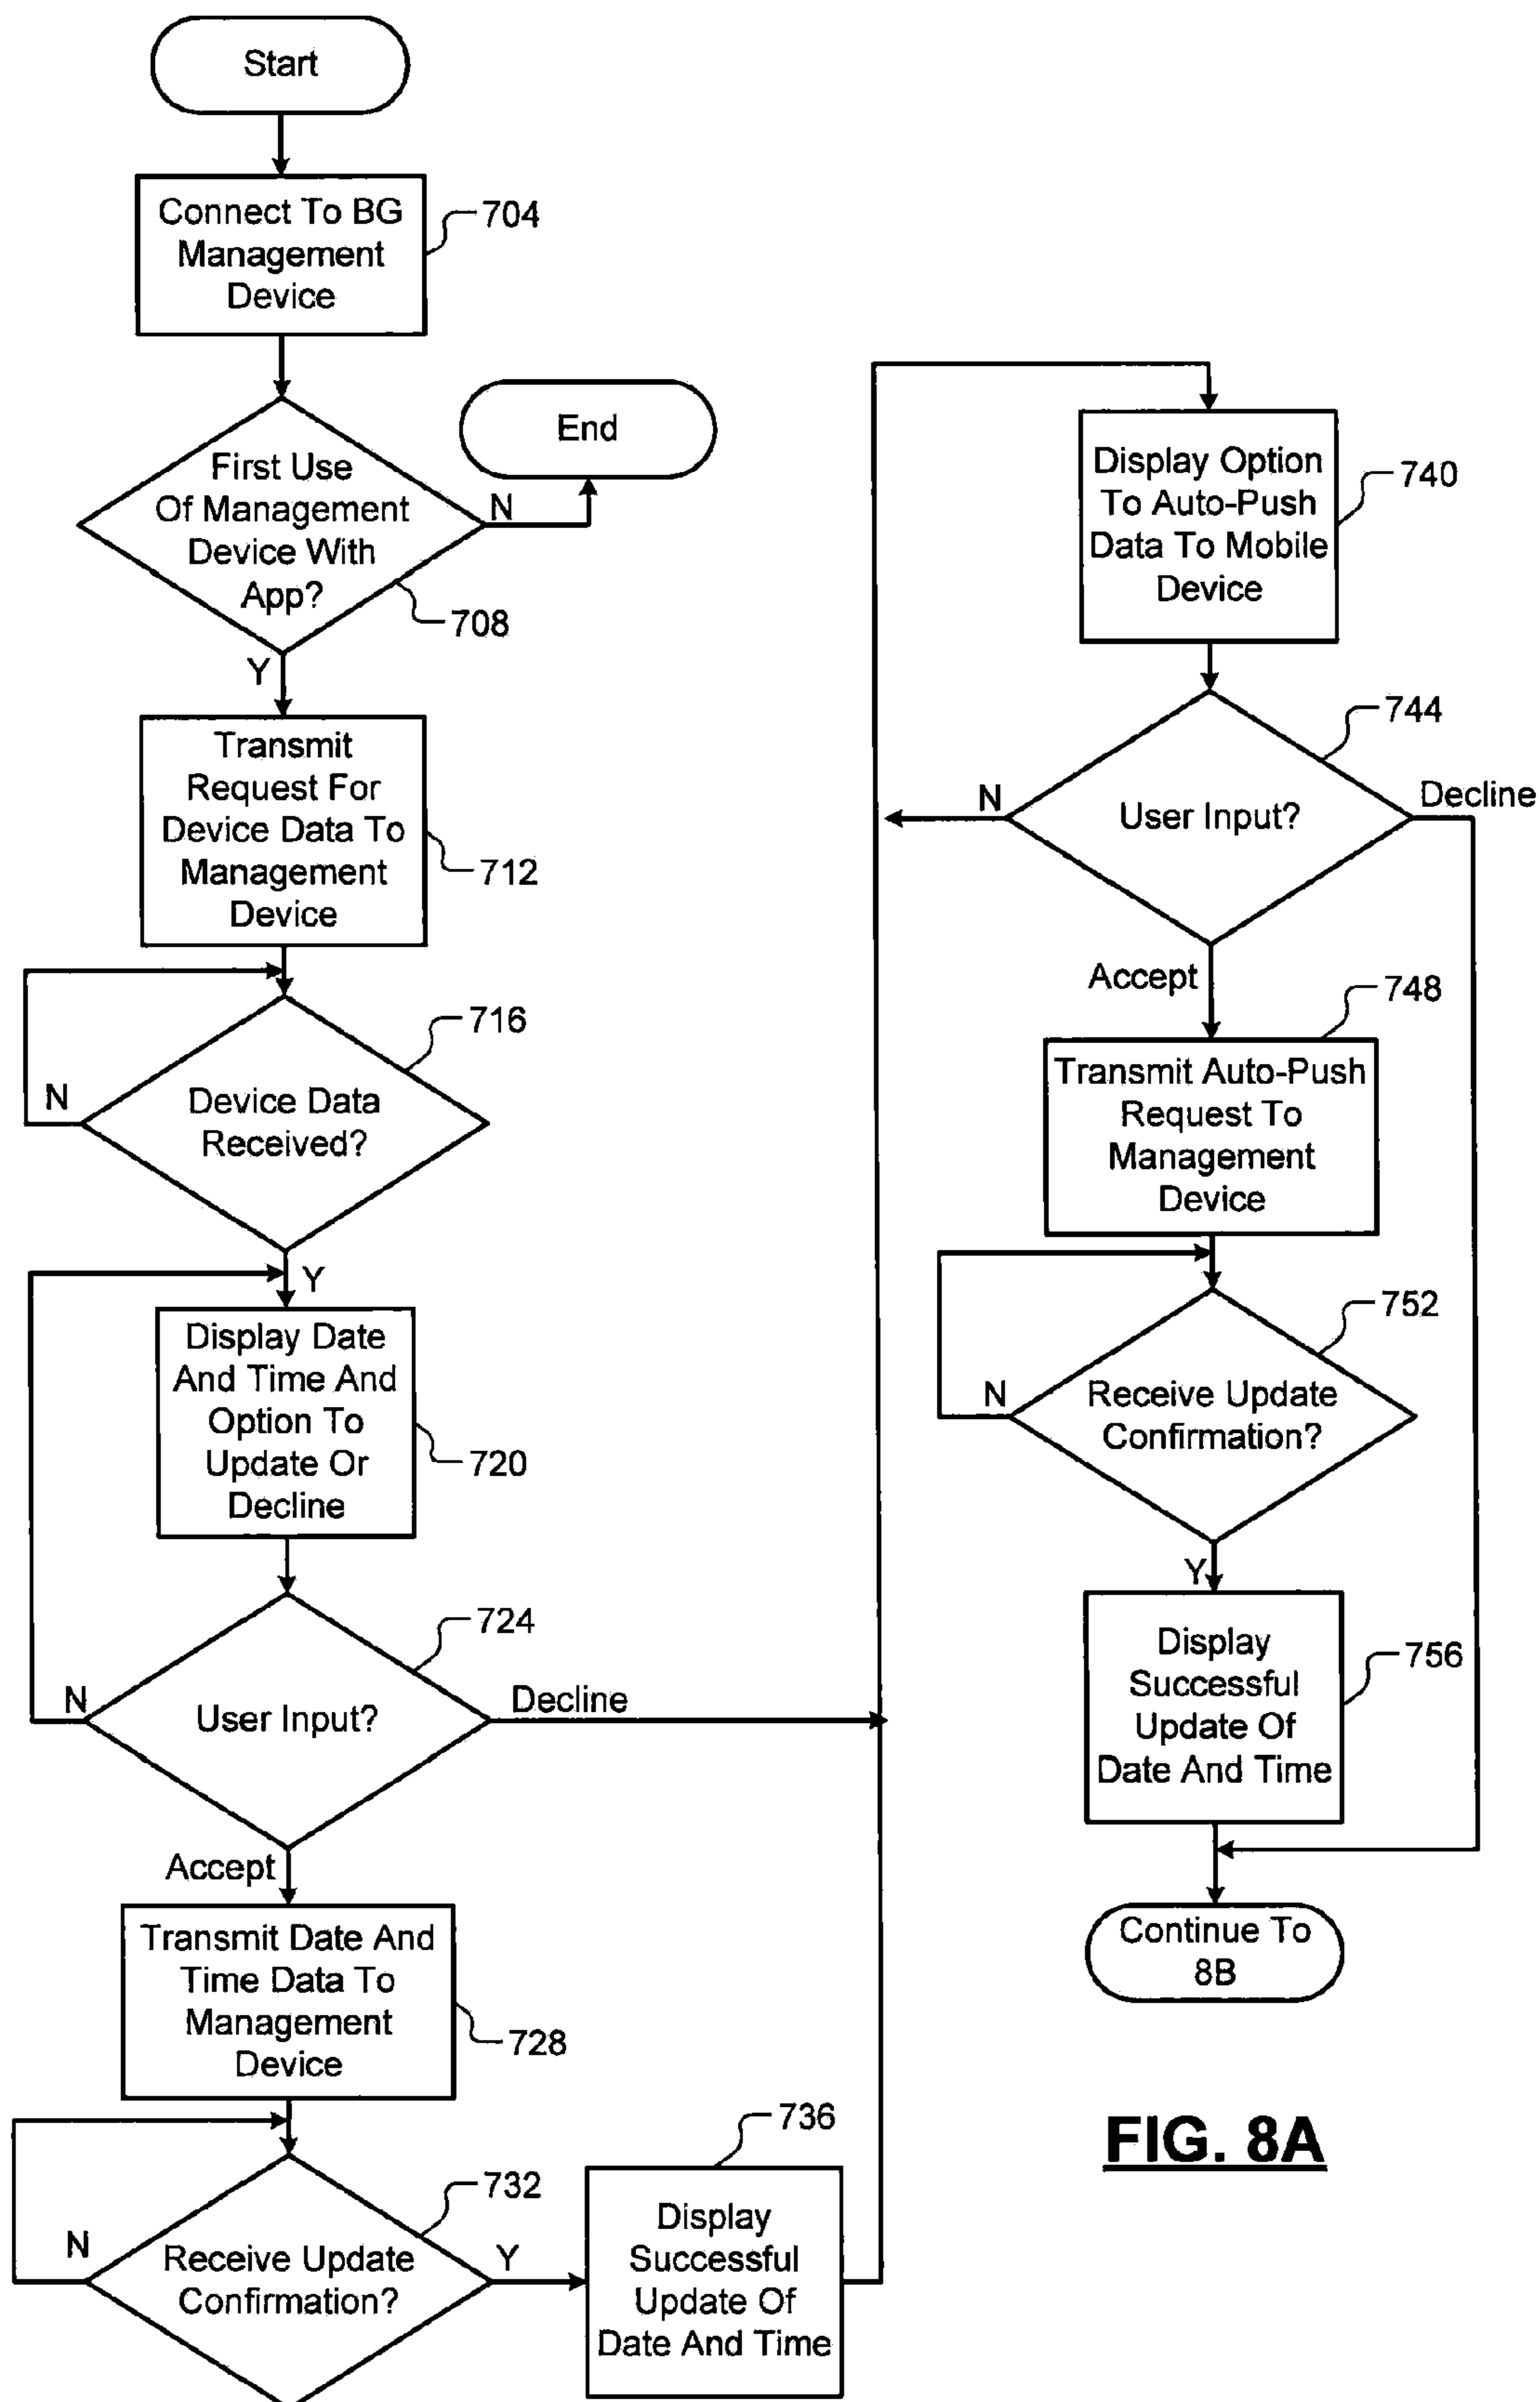 Start
Connect To BG
Management
Device
704
First Use
Of Management
Device With
App?
708
N
End
Y
Transmit
Request For
Device Data To
Management
Device
712
Device Data
Received?
716
N
Y
Display Date
And Time And
Option To
Update Or
Decline
720
User Input?
724
N
Decline
Accept
Transmit Date And
Time Data To
Management
Device
728
Receive Update
Confirmation?
732
N
Y
Display
Successful
Update Of
Date And Time
736
Display Option
To Auto-Push
Data To Mobile
Device
740
User Input?
744
N
Decline
Accept
Transmit Auto-Push
Request To
Management
Device
748
Receive Update
Confirmation?
752
N
Y
Display
Successful
Update Of
Date And Time
756
Continue To
8B
FIG. 8A